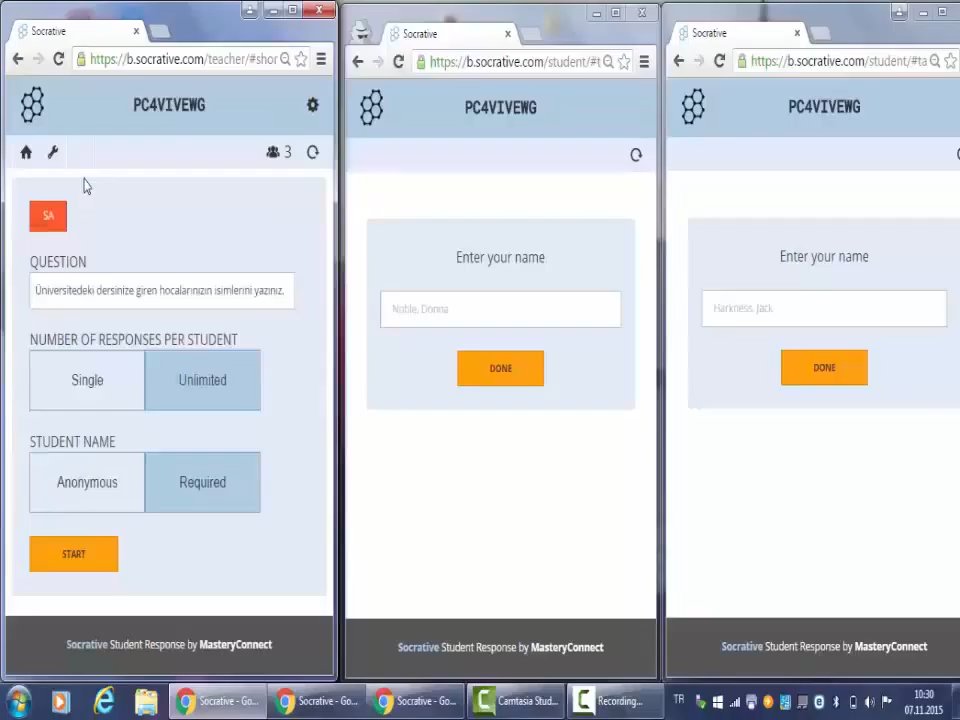 Socrative
https://b.socrative.com/teacher/#shor
PC4VIVEWG
3
SA
QUESTION
Üniversitedeki dersinize giren hocalarınızın isimlerini yazınız.
NUMBER OF RESPONSES PER STUDENT
Single
Unlimited
STUDENT NAME
Anonymous
Required
START
Socrative Student Response by MasteryConnect
Socrative
https://b.socrative.com/student/#t
PC4VIVEWG
Enter your name
Noble, Donna
DONE
Socrative Student Response by MasteryConnect
Socrative
https://b.socrative.com/student/#ta
PC4VIVEWG
Enter your name
Harkness, Jack
DONE
Socrative Student Response by MasteryConnect
Socrative - Go...
Socrative - Go...
Socrative - Go...
Camtasia Stud...
Recording...
TR
10:30
07.11.2015